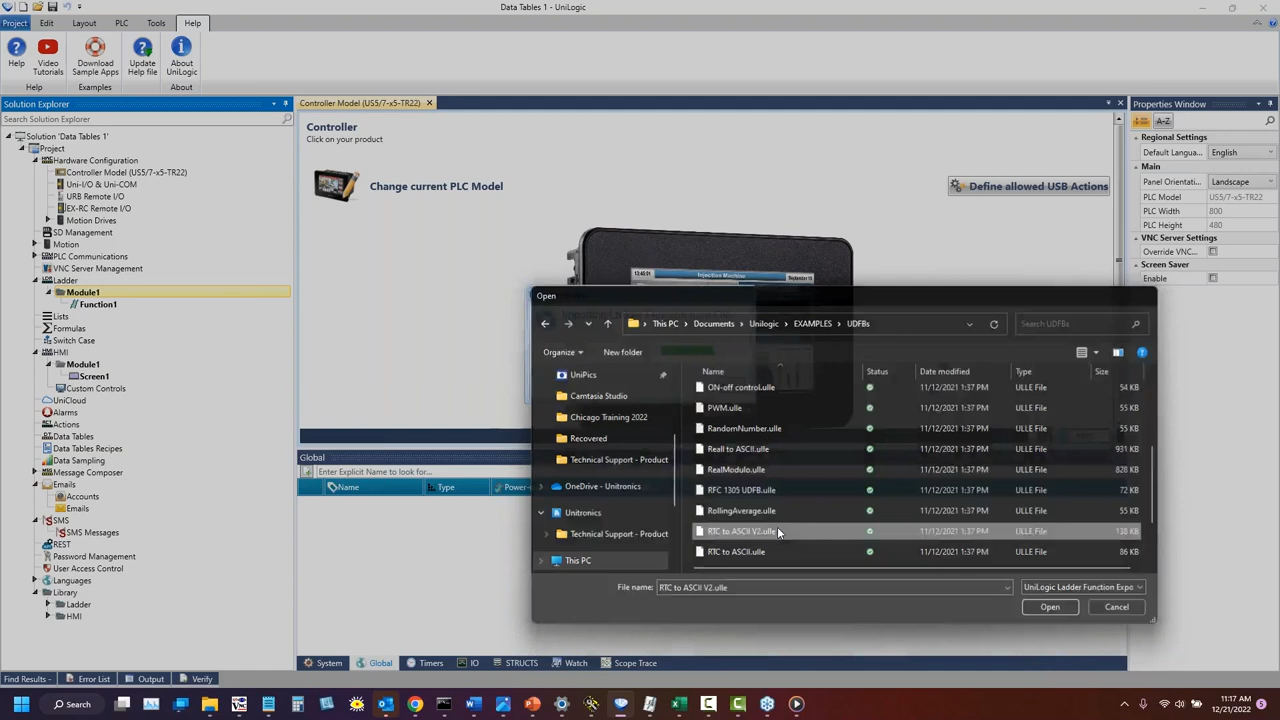 Data Tables 1 - UniLogic
Project Edit Layout PLC Tools Help
Help
Video Tutorials
Download Sample Apps
Update Help file
About UniLogic
Help Examples About
Solution Explorer
Search Solution Explorer
Solution 'Data Tables 1'
Project
Hardware Configuration
Controller Model (US5/7-x5-TR22)
Uni-I/O & Uni-COM
URB Remote I/O
EX-RC Remote I/O
Motion Drives
SD Management
Motion
PLC Communications
VNC Server Management
Ladder
Module1
Function1
Lists
Formulas
Switch Case
HMI
Module1
Screen1
Custom Controls
UniCloud
Alarms
Actions
Data Tables
Data Tables Recipes
Data Sampling
Message Composer
Emails
Accounts
Emails
SMS
SMS Messages
REST
Password Management
User Access Control
Languages
Library
Ladder
HMI
Controller Model (US5/7-x5-TR22)
Controller
Click on your product
Change current PLC Model
Define allowed USB Actions
13:45:01 Injection Machine September 15
Open
This PC Documents Unilogic EXAMPLES UDFBs
Search UDFBs
Organize New folder
UniPics
Camtasia Studio
Chicago Training 2022
Recovered
Technical Support - Product
OneDrive - Unitronics
Unitronics
Technical Support - Product
This PC
Name Status Date modified Type Size
ON-off control.ulle 11/12/2021 1:37 PM ULLE File 54 KB
PWM.ulle 11/12/2021 1:37 PM ULLE File 55 KB
RandomNumber.ulle 11/12/2021 1:37 PM ULLE File 55 KB
Reall to ASCII.ulle 11/12/2021 1:37 PM ULLE File 931 KB
RealModulo.ulle 11/12/2021 1:37 PM ULLE File 828 KB
RFC 1305 UDFB.ulle 11/12/2021 1:37 PM ULLE File 72 KB
RollingAverage.ulle 11/12/2021 1:37 PM ULLE File 55 KB
RTC to ASCII V2.ulle 11/12/2021 1:37 PM ULLE File 138 KB
RTC to ASCII.ulle 11/12/2021 1:37 PM ULLE File 86 KB
File name: RTC to ASCII V2.ulle
UniLogic Ladder Function Expo
Open Cancel
Global
Enter Explicit Name to look for...
Name Type Power-
System Global Timers IO STRUCTS Watch Scope Trace
Properties Window
A-Z
Regional Settings
Default Langua... English
Main
Panel Orientat... Landscape
PLC Model US5/7-x5-TR22
PLC Width 800
PLC Height 480
VNC Server Settings
Override VNC...
Screen Saver
Enable
Find Results - Error List Output Verify
Search
11:17 AM
12/21/2022